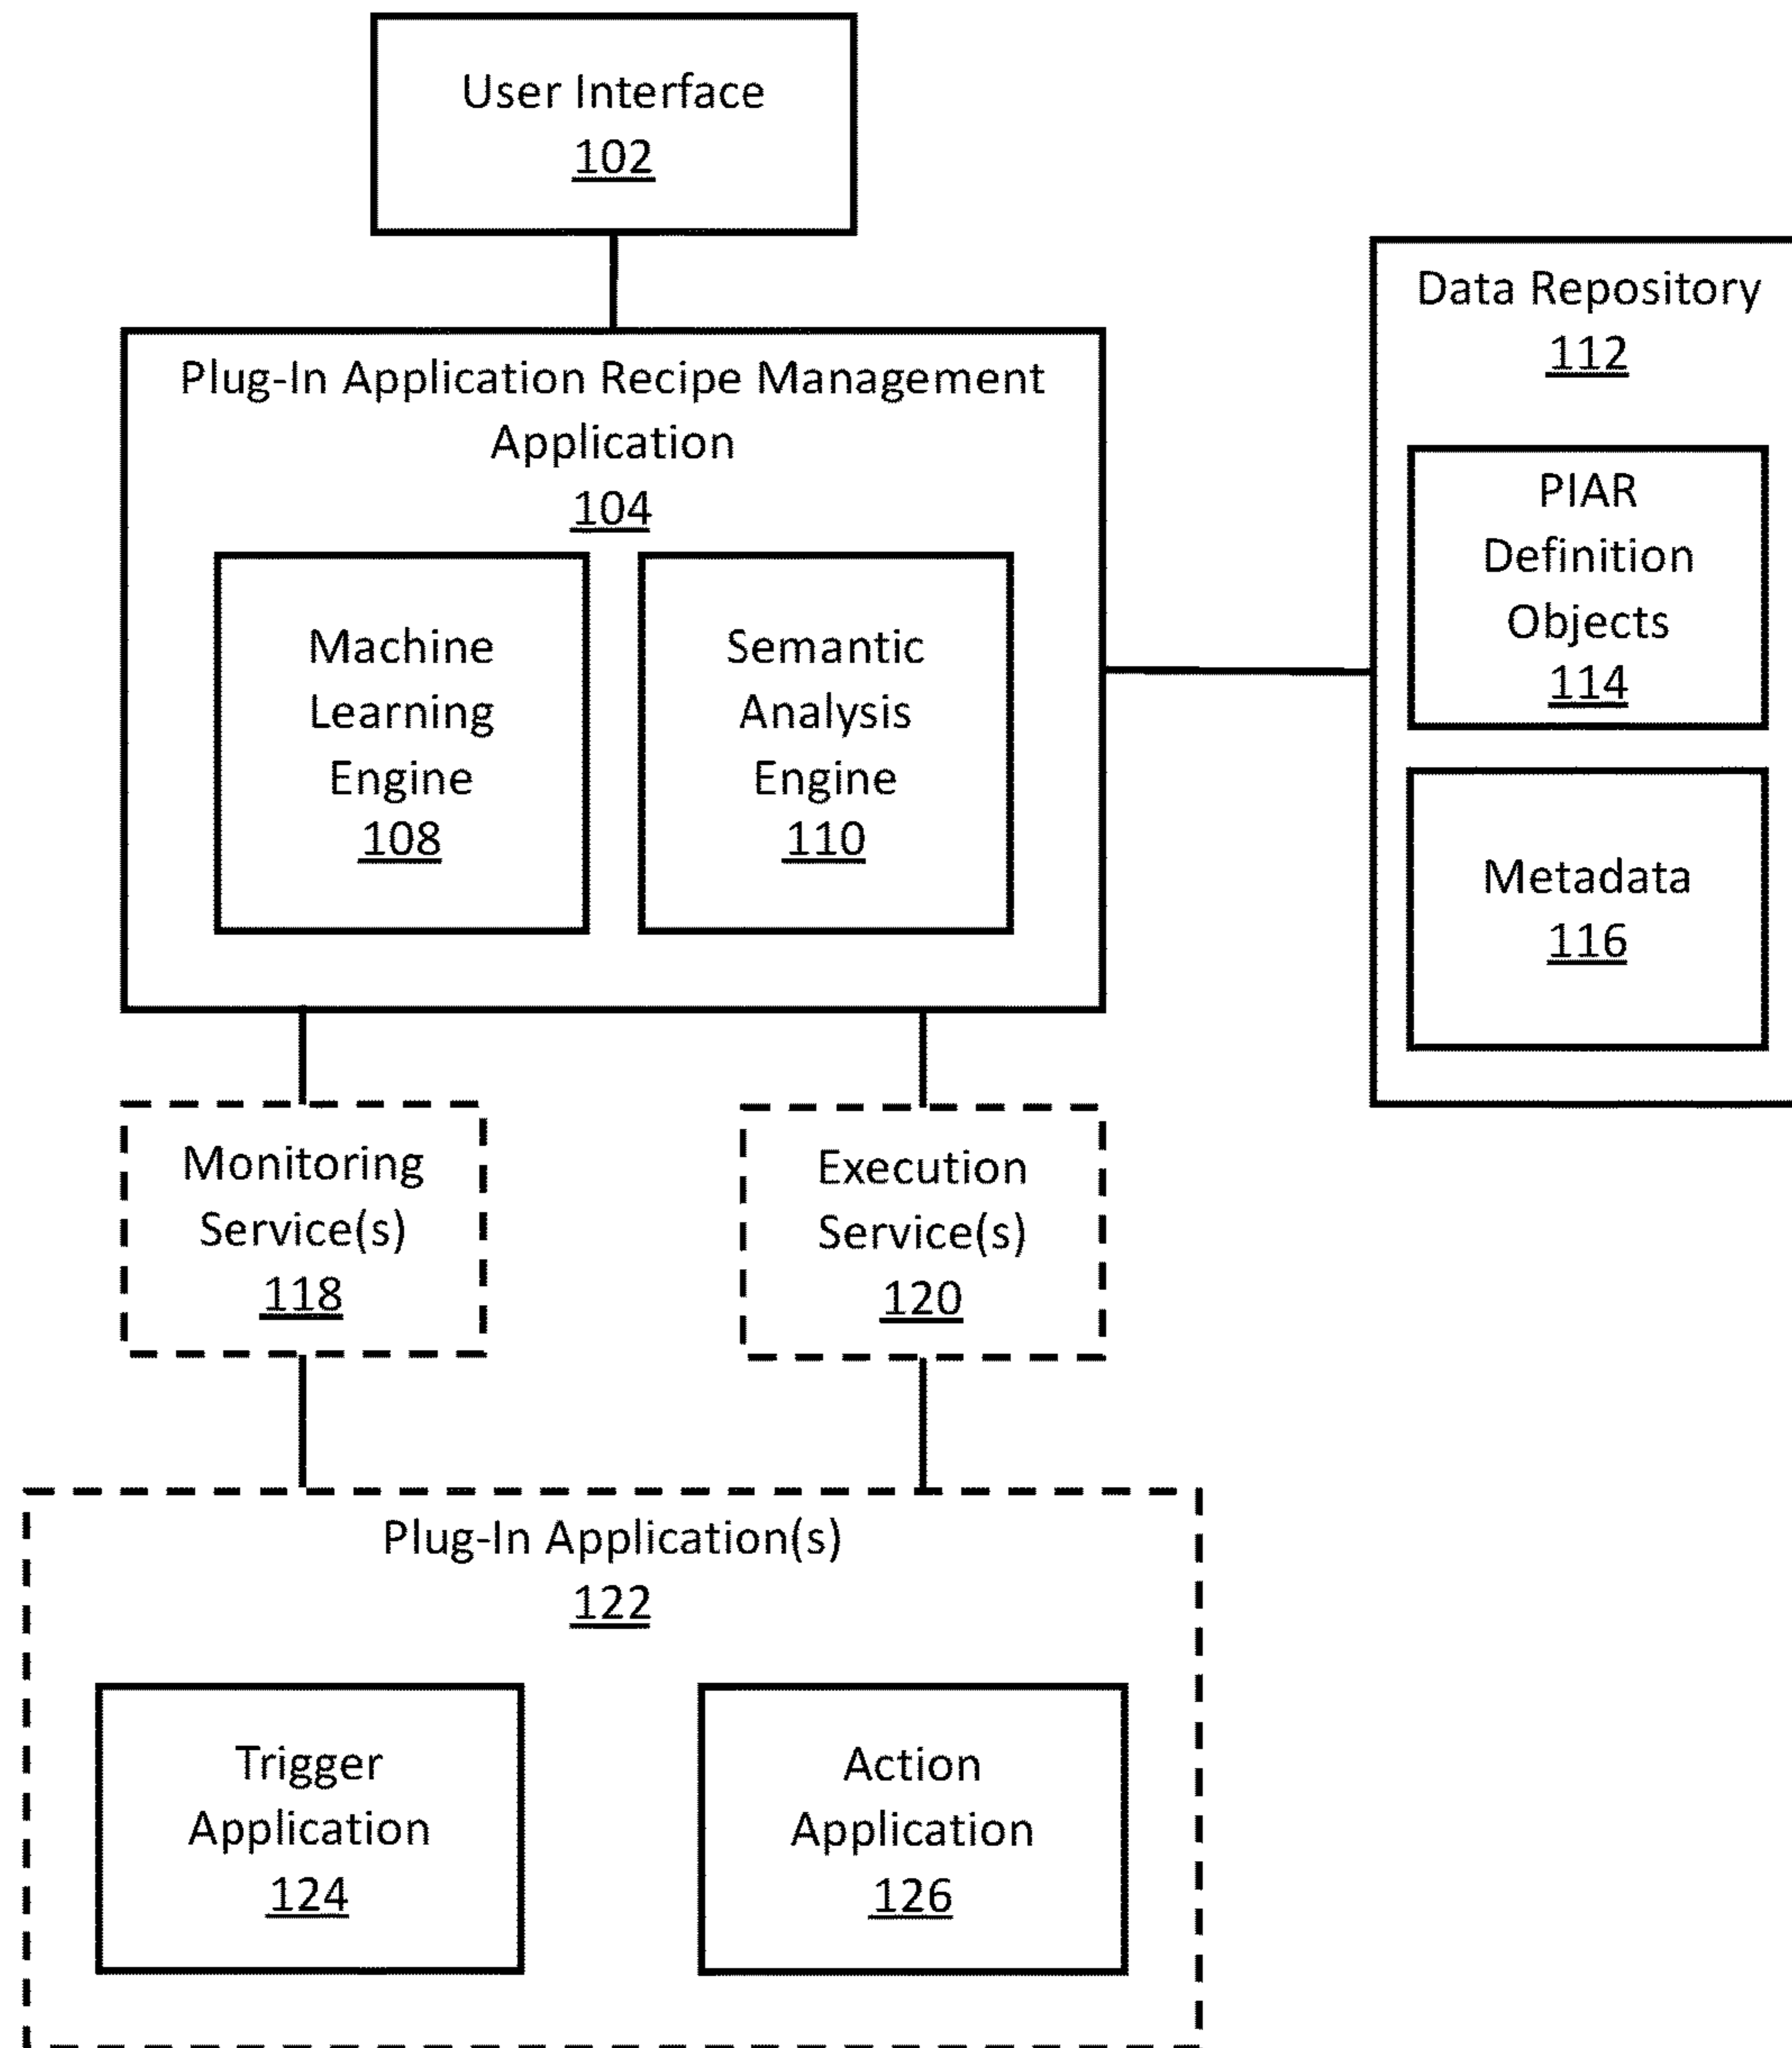 User Interface
102
Plug-In Application Recipe Management
Application
104
Machine
Learning
Engine
108
Semantic
Analysis
Engine
110
Data Repository
112
PIAR
Definition
Objects
114
Metadata
116
Monitoring
Service(s)
118
Execution
Service(s)
120
Plug-In Application(s)
122
Trigger
Application
124
Action
Application
126